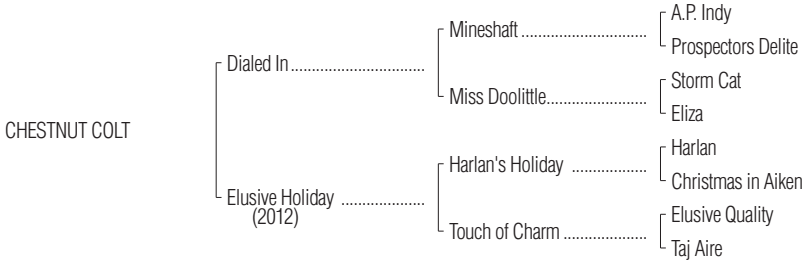 A.P. Indy
Mineshaft
Prospectors Delite
Dialed In
Storm Cat
Miss Doolittle
Eliza
CHESTNUT COLT
Harlan
Harlan's Holiday
Christmas in Aiken
Elusive Holiday
(2012)
Elusive Quality
Touch of Charm
Taj Aire